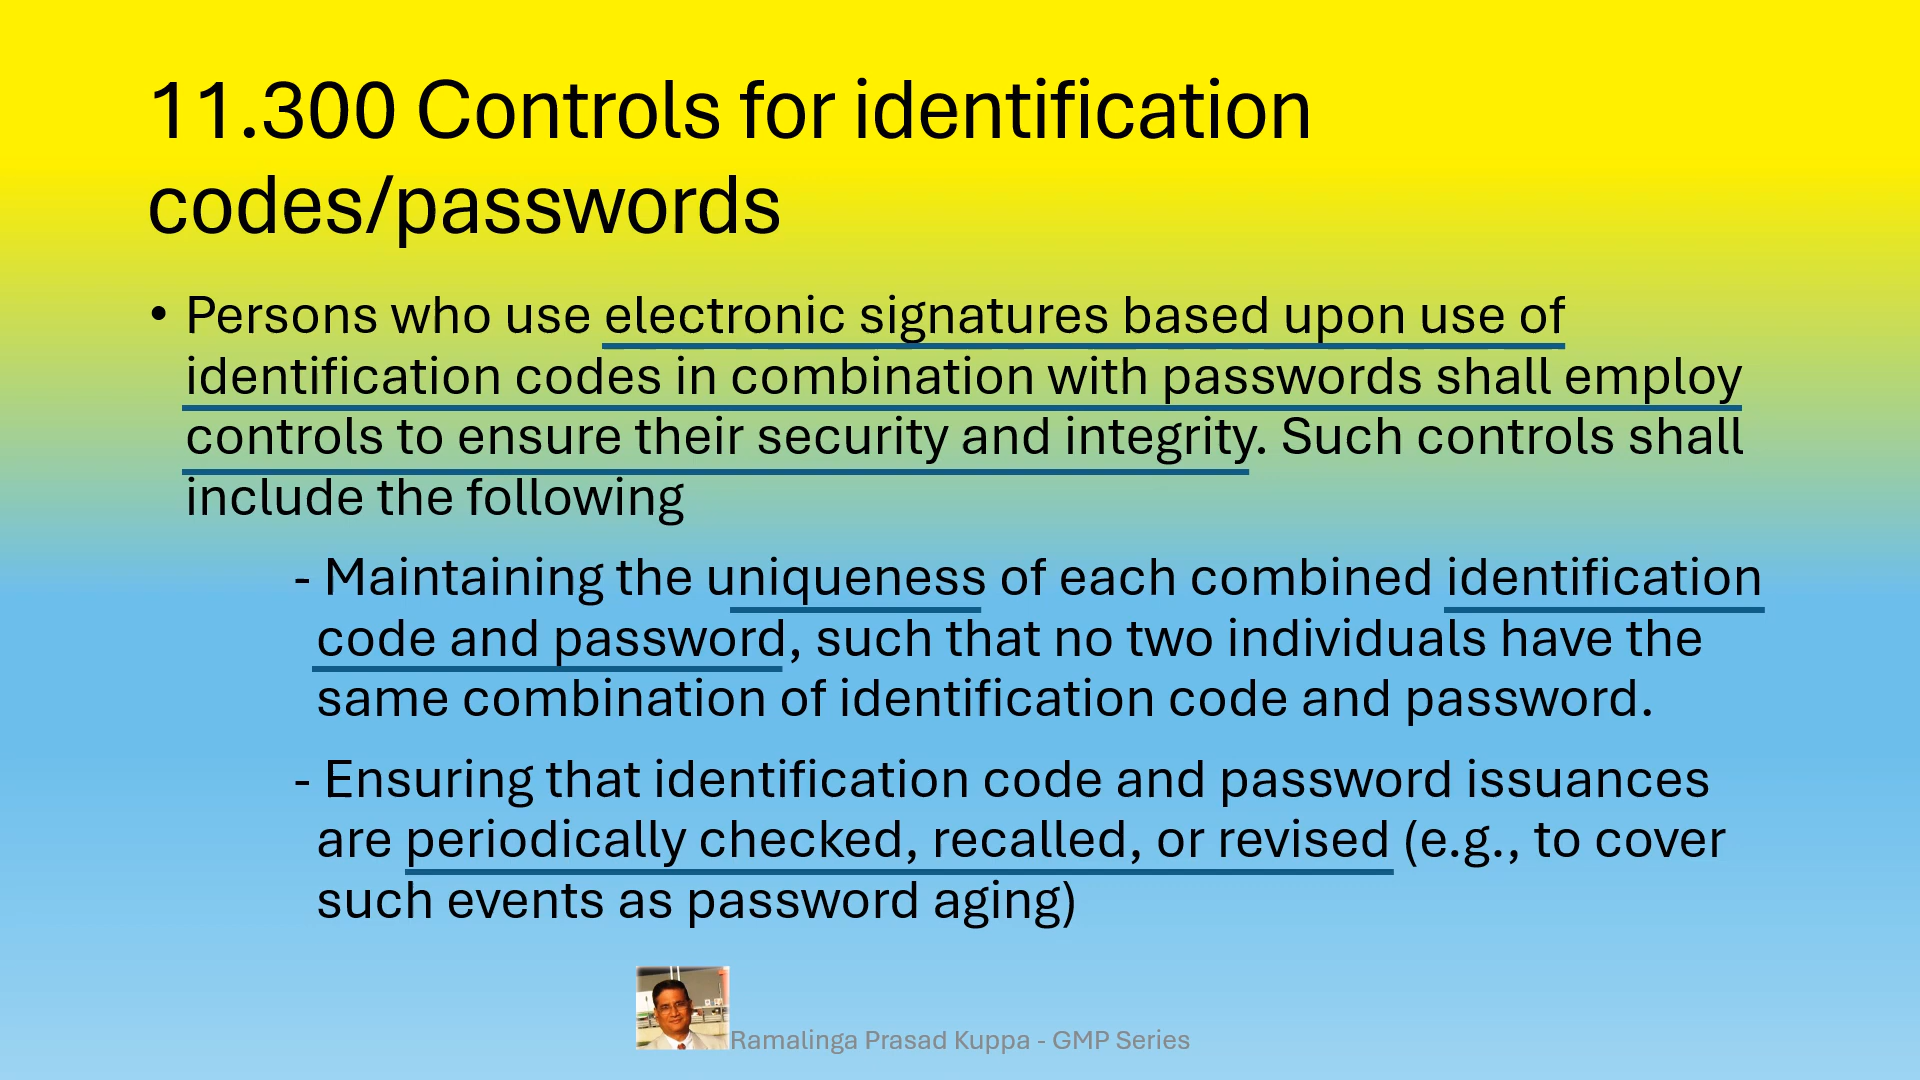 11.300 Controls for identification
codes/passwords
• Persons who use electronic signatures based upon use of
identification codes in combination with passwords shall employ
controls to ensure their security and integrity. Such controls shall
include the following
- Maintaining the uniqueness of each combined identification
code and password, such that no two individuals have the
same combination of identification code and password.
- Ensuring that identification code and password issuances
are periodically checked, recalled, or revised (e.g., to cover
such events as password aging)
Ramalinga Prasad Kuppa - GMP Series